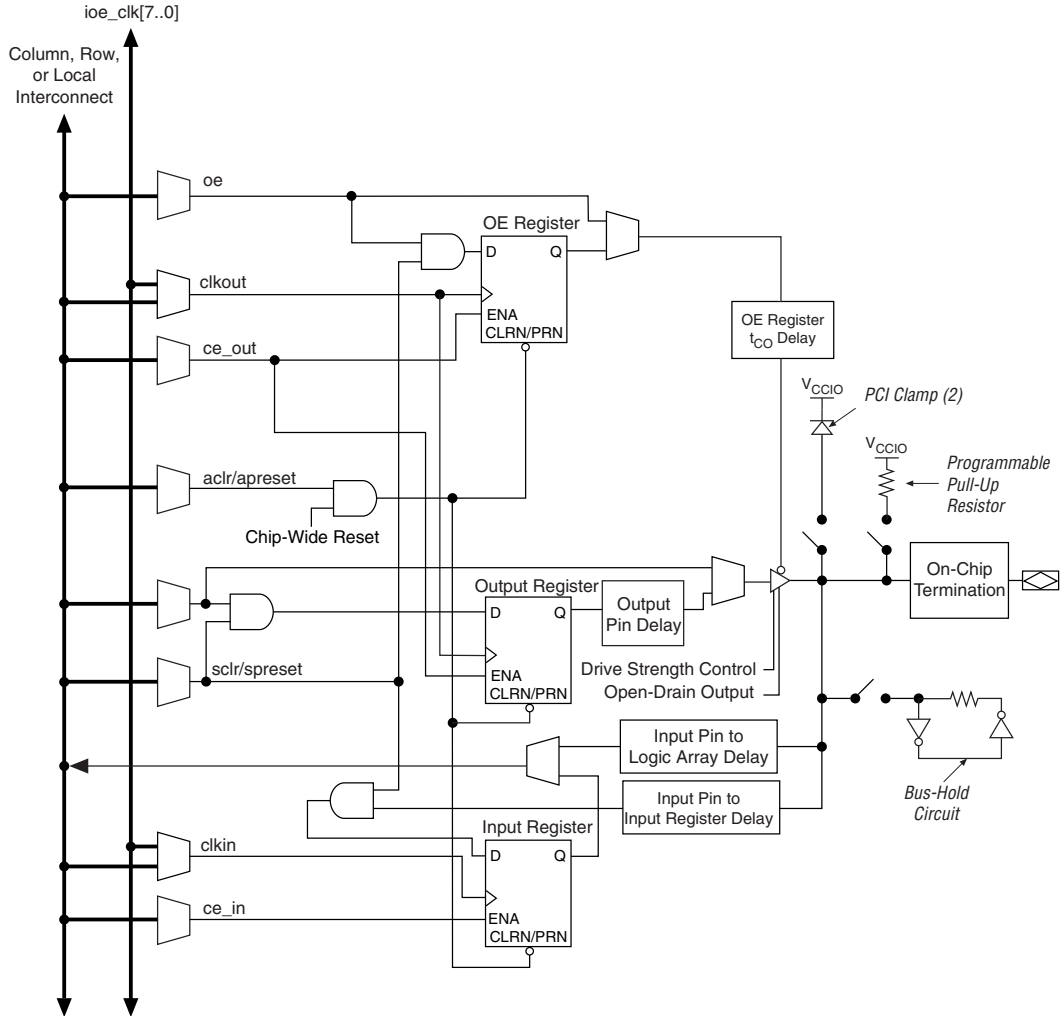 ioe_clk[7..0]
Column, Row,
or Local
Interconnect
oe
OE Register
D
Q
clkout
ENA
CLRN/PRN
ce_out
OE Register
tCO Delay
VCCIO
PCI Clamp (2)
VCCIO
Programmable
Pull-Up
Resistor
aclr/apreset
Chip-Wide Reset
On-Chip
Termination
Output Register
D
Q
Output
Pin Delay
ENA
CLRN/PRN
sclr/spreset
Drive Strength Control
Open-Drain Output
Input Pin to
Logic Array Delay
Input Pin to
Input Register Delay
Bus-Hold
Circuit
Input Register
D
Q
clkin
ENA
CLRN/PRN
ce_in